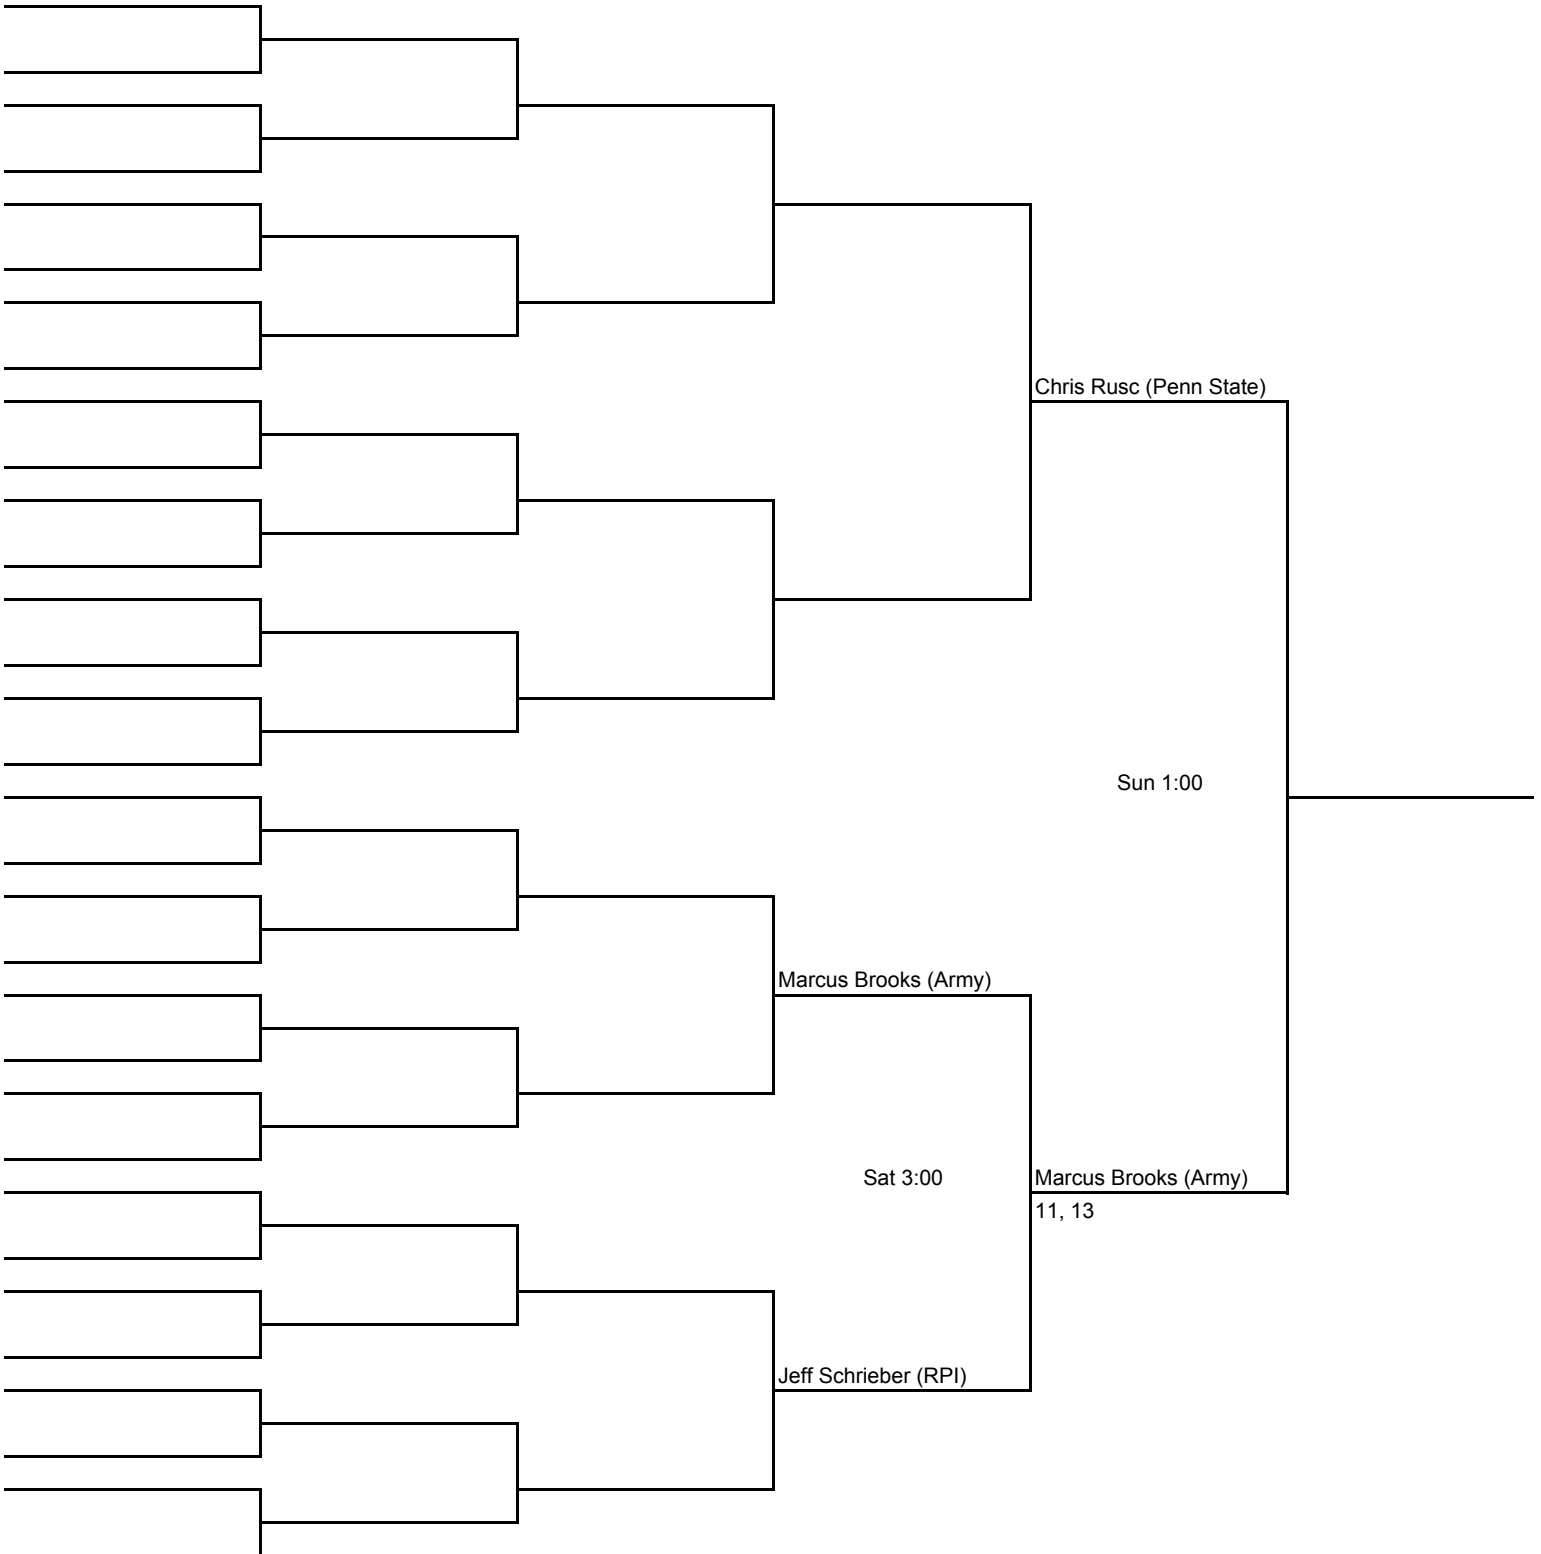 Chris Rusc (Penn State)
Sun 1:00
Marcus Brooks (Army)
Sat 3:00
Marcus Brooks (Army)
11, 13
Jeff Schrieber (RPI)